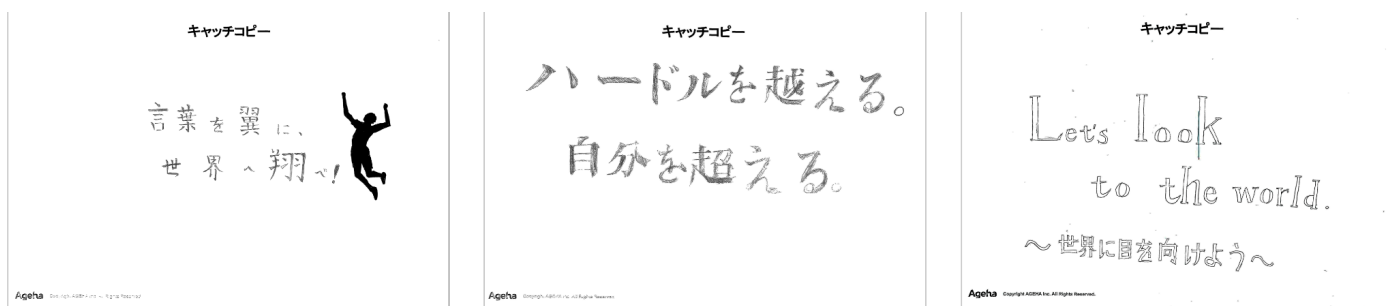 キャッチコピー
言葉を翼に、
世界へ翔べ!
Ageha
キャッチコピー
ハードルを越える。
自分を超える。
Ageha
キャッチコピー
Let's look
to the world.
〜世界に目を向けよう〜
Ageha Copyright AGEHA Inc. All Rights Reserved.